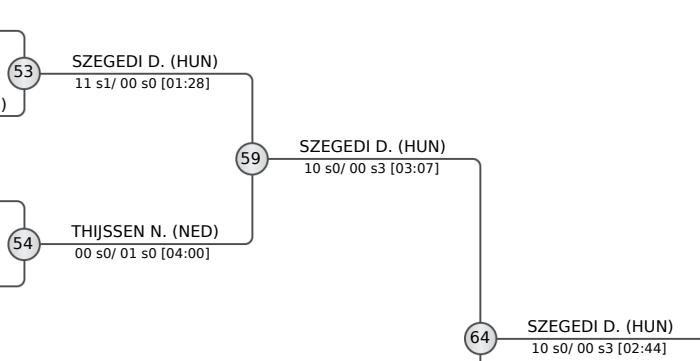 SZEGEDI D. (HUN)
53
11 s1/ 00 s0 [01:28]
)
SZEGEDI D. (HUN)
59
10 s0/ 00 s3 [03:07]
THIJSSEN N. (NED)
54
00 s0/ 01 s0 [04:00]
SZEGEDI D. (HUN)
64
10 s0/ 00 s3 [02:44]